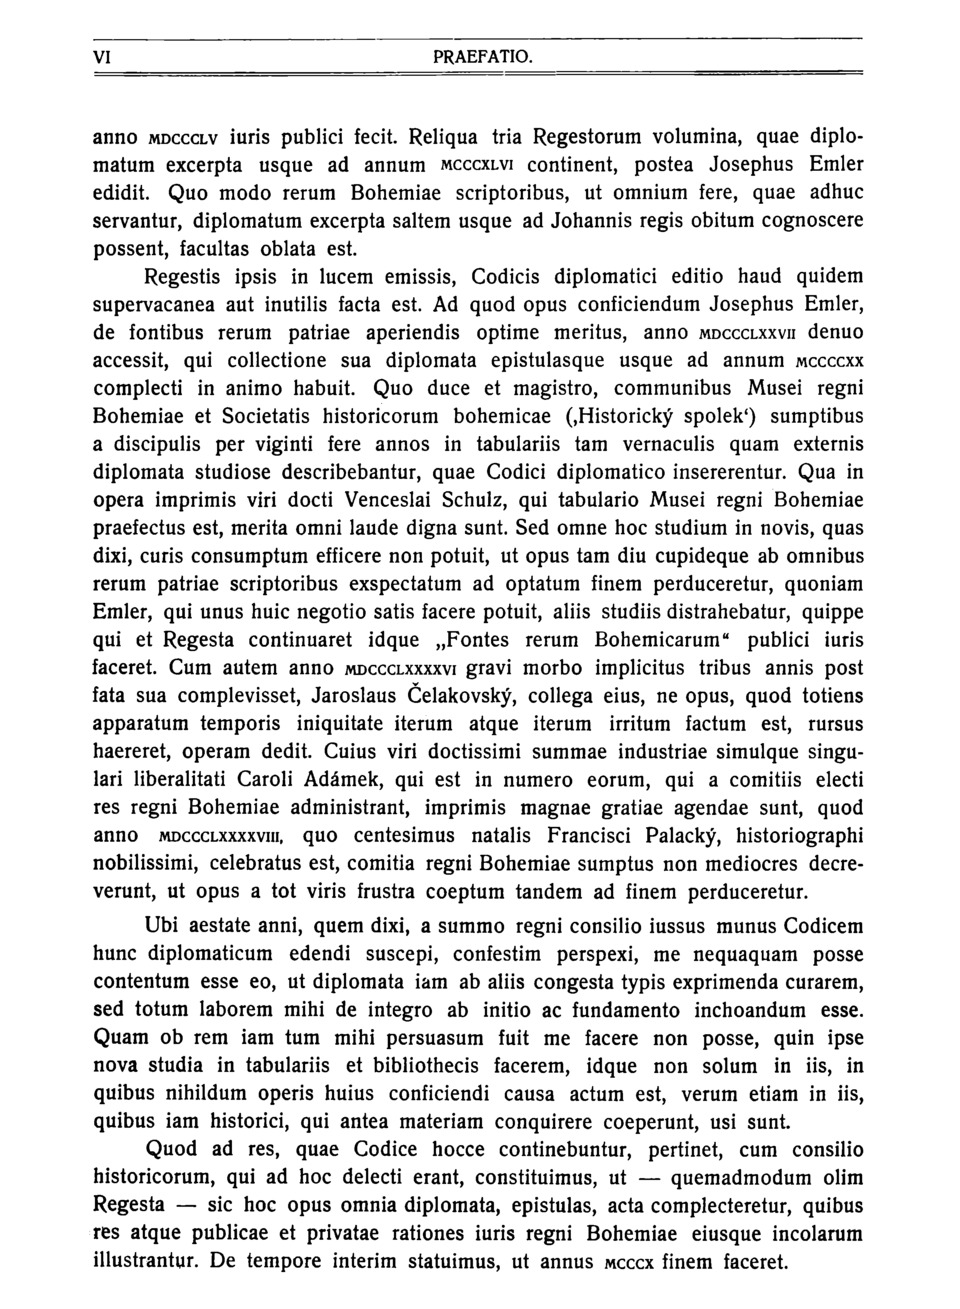 VI PRAEFATIO.
anno MDCCCLV iuris publici fecit. Reliqua tria Regestorum volumina, quae diplo-
matum excerpta usque ad annum MCCCXLVI continent, postea Josephus Emler
edidit. Quo modo rerum Bohemiae scriptoribus, ut omnium fere, quae adhuc
servantur, diplomatum excerpta saltem usque ad Johannis regis obitum cognoscere
possent, facultas oblata est.
Regestis ipsis in lucem emissis, Codicis diplomatici editio haud quidem
supervacanea aut inutilis facta est. Ad quod opus conficiendum Josephus Emler,
de fontibus rerum patriae aperiendis optime meritus, anno MDCCCLXXVII denuo
accessit, qui collectione sua diplomata epistulasque usque ad annum MCCCCXX
complecti in animo habuit. Quo duce et magistro, communibus Musei regni
Bohemiae et Societatis historicorum bohemicae (‚Historický spolek‘) sumptibus
a discipulis per viginti fere annos in tabulariis tam vernaculis quam externis
diplomata studiose describebantur, quae Codici diplomatico insererentur. Qua in
opera imprimis viri docti Venceslai Schulz, qui tabulario Musei regni Bohemiae
praefectus est, merita omni laude digna sunt. Sed omne hoc studium in novis, quas
dixi, curis consumptum efficere non potuit, ut opus tam diu cupideque ab omnibus
rerum patriae scriptoribus exspectatum ad optatum finem perduceretur, quoniam
Emler, qui unus huic negotio satis facere potuit, aliis studiis distrahebatur, quippe
qui et Regesta continuaret idque „Fontes rerum Bohemicarum“ publici iuris
faceret. Cum autem anno MDCCCLXXXXVI gravi morbo implicitus tribus annis post
fata sua complevisset, Jaroslaus Čelakovský, collega eius, ne opus, quod totiens
apparatum temporis iniquitate iterum atque iterum irritum factum est, rursus
haereret, operam dedit. Cuius viri doctissimi summae industriae simulque singu-
lari liberalitati Caroli Adámek, qui est in numero eorum, qui a comitiis electi
res regni Bohemiae administrant, imprimis magnae gratiae agendae sunt, quod
anno MDCCCLXXXXVIII, quo centesimus natalis Francisci Palacký, historiographi
nobilissimi, celebratus est, comitia regni Bohemiae sumptus non mediocres decre-
verunt, ut opus a tot viris frustra coeptum tandem ad finem perduceretur.
Ubi aestate anni, quem dixi, a summo regni consilio iussus munus Codicem
hunc diplomaticum edendi suscepi, confestim perspexi, me nequaquam posse
contentum esse eo, ut diplomata iam ab aliis congesta typis exprimenda curarem,
sed totum laborem mihi de integro ab initio ac fundamento inchoandum esse.
Quam ob rem iam tum mihi persuasum fuit me facere non posse, quin ipse
nova studia in tabulariis et bibliothecis facerem, idque non solum in iis, in
quibus nihildum operis huius conficiendi causa actum est, verum etiam in iis,
quibus iam historici, qui antea materiam conquirere coeperunt, usi sunt.
Quod ad res, quae Codice hocce continebuntur, pertinet, cum consilio
historicorum, qui ad hoc delecti erant, constituimus, ut — quemadmodum olim
Regesta — sic hoc opus omnia diplomata, epistulas, acta complecteretur, quibus
res atque publicae et privatae rationes iuris regni Bohemiae eiusque incolarum
illustrantur. De tempore interim statuimus, ut annus MCCCX finem faceret.